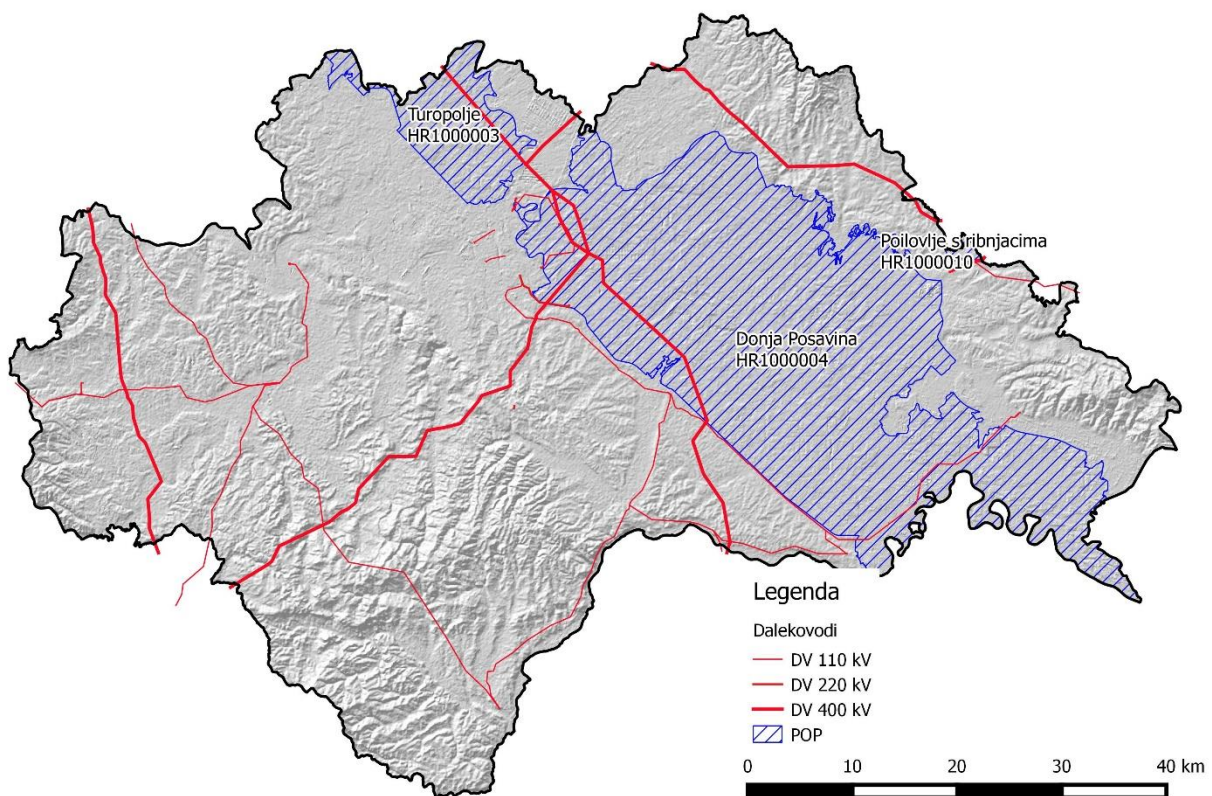 Turopolje
HR1000003
Poilovlje s ribnjacima
HR1000010
Donja Posavina
HR1000004
Legenda
Dalekovodi
DV 110 kV
DV 220 kV
DV 400 kV
POP
0 10 20 30 40 km